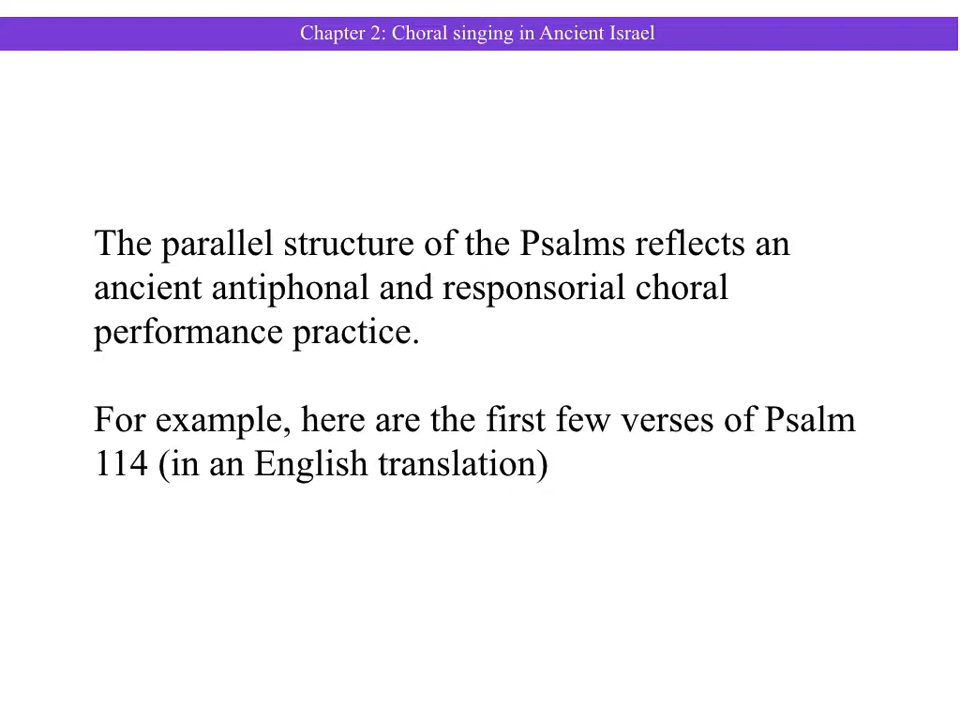 Chapter 2: Choral singing in Ancient Israel
The parallel structure of the Psalms reflects an
ancient antiphonal and responsorial choral
performance practice.
For example, here are the first few verses of Psalm
114 (in an English translation)